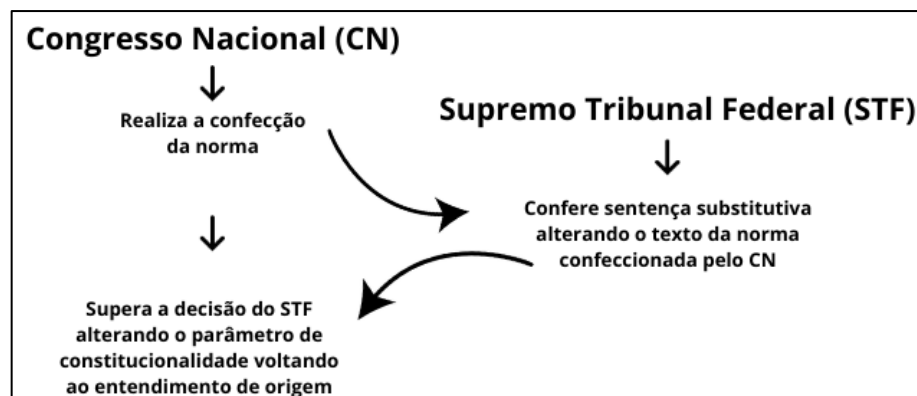 Congresso Nacional (CN)
Realiza a confecção
da norma
Supremo Tribunal Federal (STF)
Confere sentença substitutiva
alterando o texto da norma
confeccionada pelo CN
Supera a decisão do STF
alterando o parâmetro de
constitucionalidade voltando
ao entendimento de origem